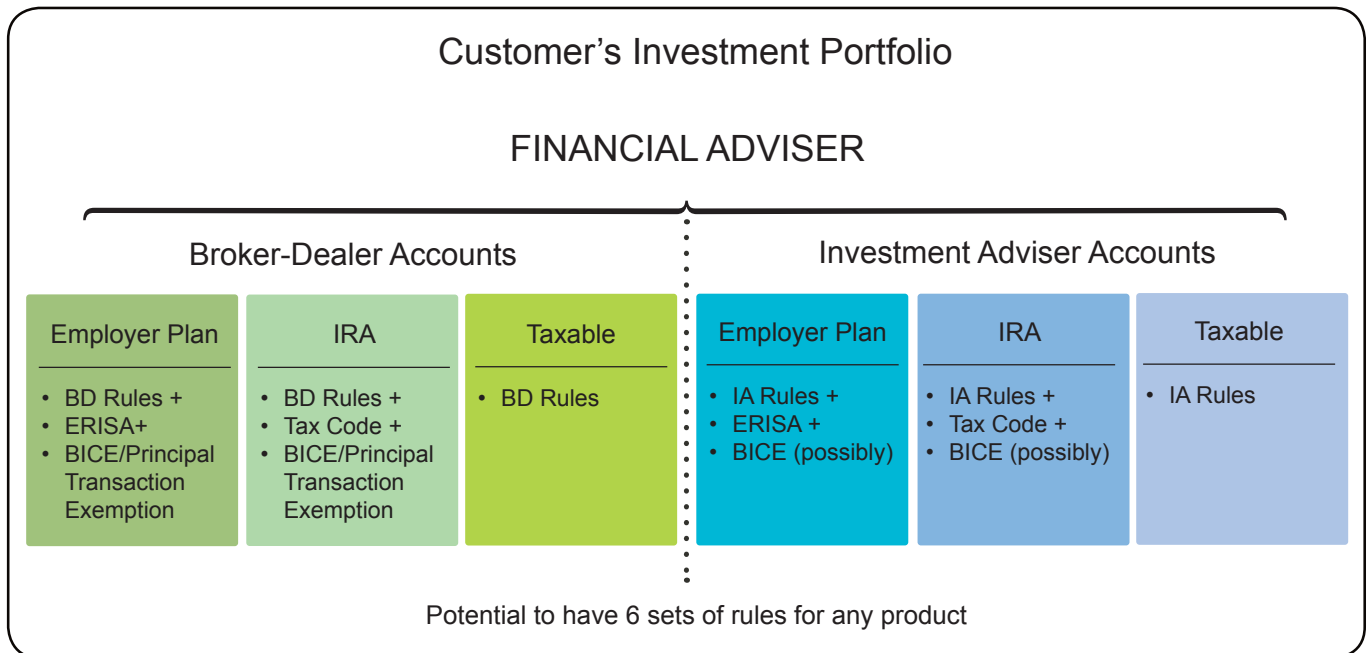 Customer’s Investment Portfolio
FINANCIAL ADVISER
Broker-Dealer Accounts
Investment Adviser Accounts
Employer Plan
• BD Rules +
• ERISA+
• BICE/Principal
Transaction
Exemption
IRA
• BD Rules +
• Tax Code +
• BICE/Principal
Transaction
Exemption
Taxable
• BD Rules
Employer Plan
• IA Rules +
• ERISA +
• BICE (possibly)
IRA
• IA Rules +
• Tax Code +
• BICE (possibly)
Taxable
• IA Rules
Potential to have 6 sets of rules for any product